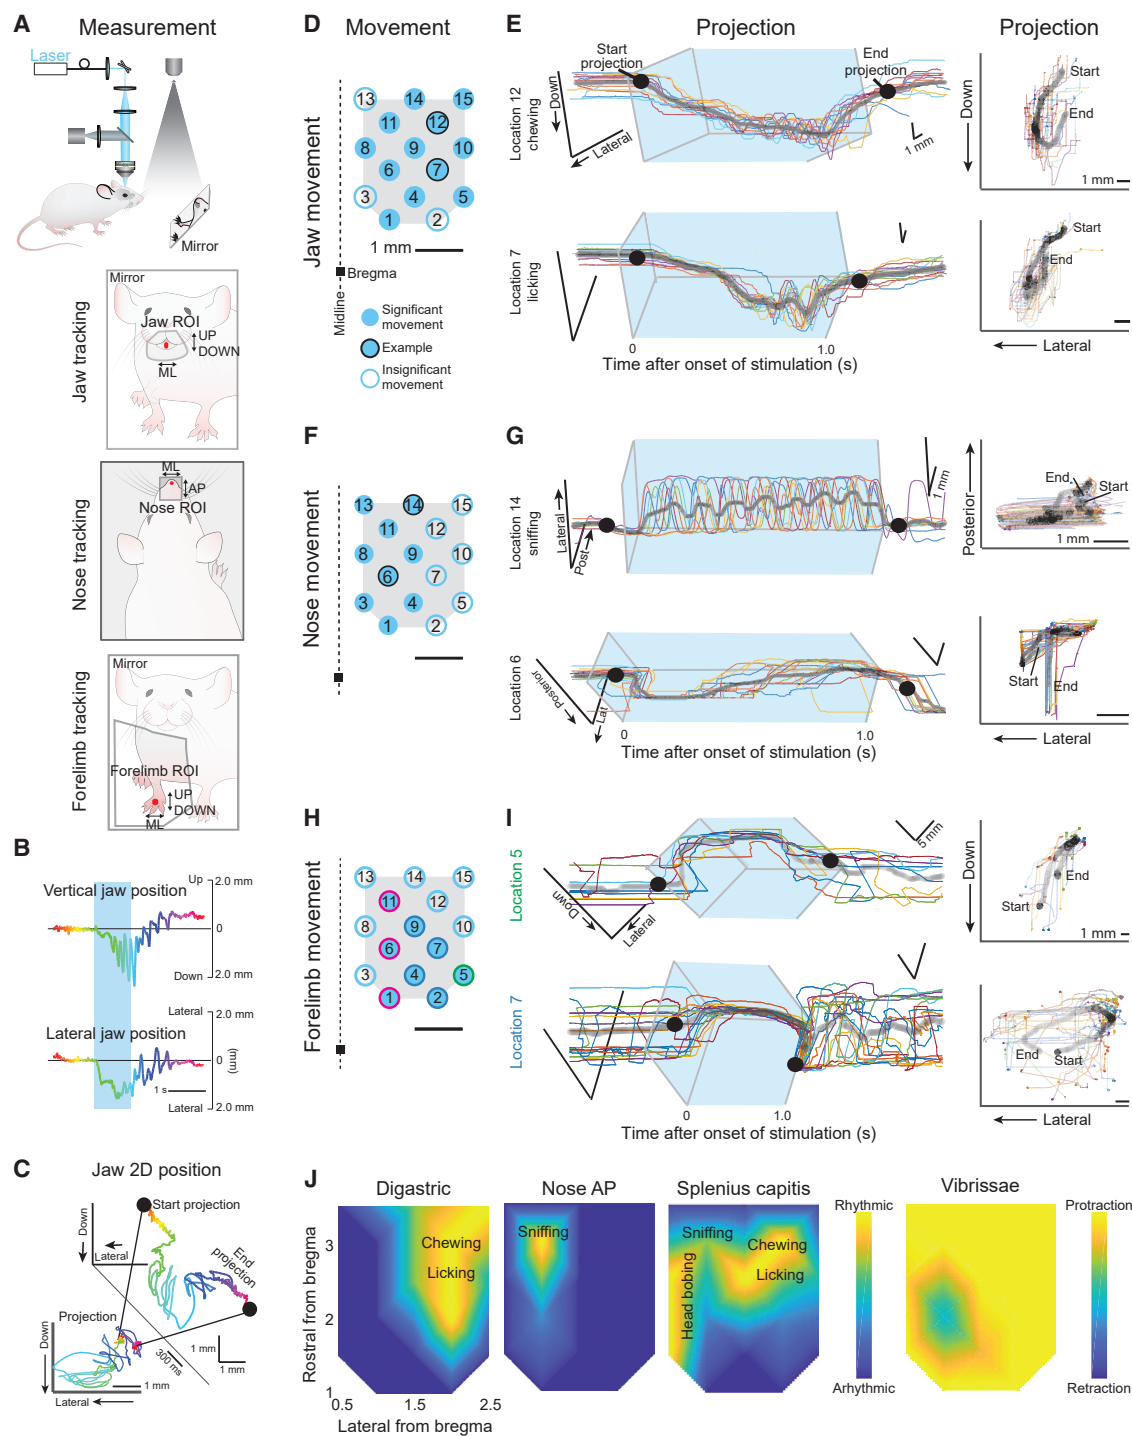 A
Measurement
Laser
Mirror
Jaw tracking
Mirror
Jaw ROI
UP
DOWN
ML
Nose tracking
ML
AP
Nose ROI
Forelimb tracking
Mirror
Forelimb ROI
UP
DOWN
ML
B
Vertical jaw position
Up
2.0 mm
0
Down
2.0 mm
Lateral jaw position
Lateral
2.0 mm
0
(mm)
1 s
Lateral
2.0 mm
C
Jaw 2D position
Start projection
Down
Lateral
End projection
Projection
Down
300 ms
1 mm
1 mm
1 mm
Lateral
D
Movement
Jaw movement
13 14 15
11 12
8 9 10
6 7
3 4 5
1 2
1 mm
Bregma
Midline
Significant movement
Example
Insignificant movement
E
Projection
Projection
Location 12 chewing
Down
Lateral
Start projection
End projection
1 mm
Down
Start
End
1 mm
Location 7 licking
0
1.0
Time after onset of stimulation (s)
Start
End
Lateral
F
Nose movement
13 14 15
11 12
8 9 10
6 7
3 4 5
1 2
G
Location 14 sniffing
Lateral
Post
1 mm
Posterior
End
Start
1 mm
Location 6
Posterior
Lat
0
1.0
Time after onset of stimulation (s)
Start
End
Lateral
H
Forelimb movement
13 14 15
11 12
8 9 10
6 7
3 4 5
1 2
I
Location 5
Down
Lateral
5 mm
Down
Start
End
1 mm
Location 7
0
1.0
Time after onset of stimulation (s)
End
Start
Lateral
J
Digastric
Nose AP
Splenius capitis
Vibrissae
Rostral from bregma
3
2
1
0.5
1.5
2.5
Lateral from bregma
Chewing
Licking
Sniffing
Sniffing
Head bobing
Chewing
Licking
Rhythmic
Arhythmic
Protraction
Retraction